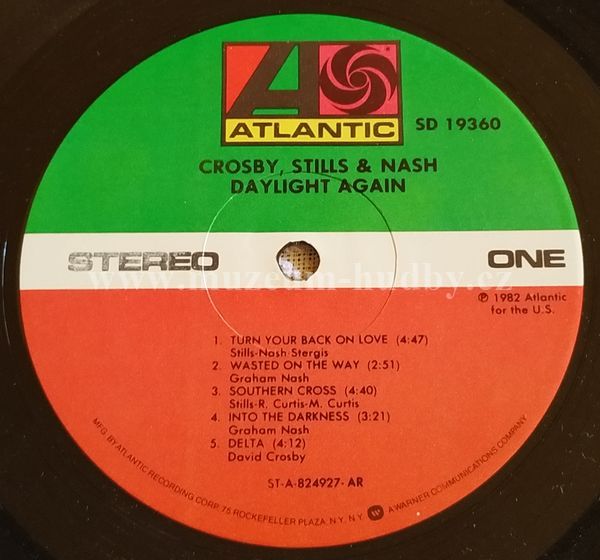 ATLANTIC
SD 19360
CROSBY, STILLS & NASH
DAYLIGHT AGAIN
STEREO
ONE
www.muzeum-hudby.cz
℗ 1982 Atlantic
for the U.S.
1. TURN YOUR BACK ON LOVE (4:47)
Stills-Nash-Stergis
2. WASTED ON THE WAY (2:51)
Graham Nash
3. SOUTHERN CROSS (4:40)
Stills-R. Curtis-M. Curtis
4. INTO THE DARKNESS (3:21)
Graham Nash
5. DELTA (4:12)
David Crosby
ST-A-824927-AR
MFG. BY ATLANTIC RECORDING CORP. 75 ROCKEFELLER PLAZA N.Y., N.Y. A WARNER COMMUNICATIONS COMPANY